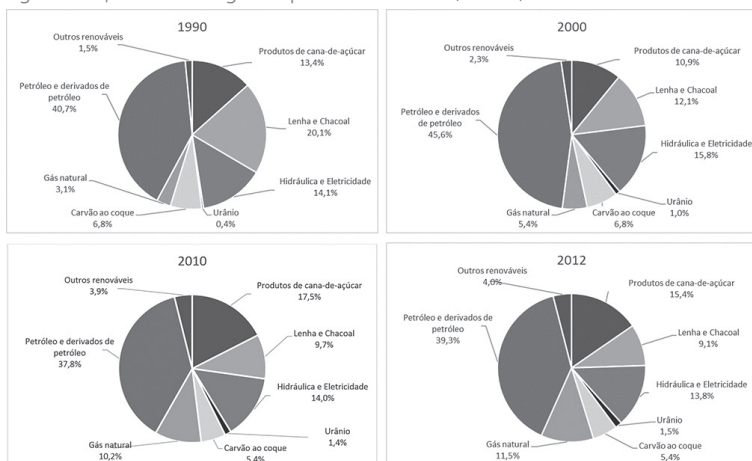 1990
Outros renováveis
1,5%
Produtos de cana-de-açúcar
13,4%
Petróleo e derivados de
petróleo
40,7%
Lenha e Chacoal
20,1%
Gás natural
3,1%
Hidráulica e Eletricidade
14,1%
Carvão ao coque
6,8%
Urânio
0,4%
2000
Outros renováveis
2,3%
Produtos de cana-de-açúcar
10,9%
Lenha e Chacoal
12,1%
Petróleo e derivados
de petróleo
45,6%
Hidráulica e Eletricidade
15,8%
Urânio
1,0%
Gás natural
5,4%
Carvão ao coque
6,8%
2010
Outros renováveis
3,9%
Produtos de cana-de-açúcar
17,5%
Petróleo e derivados de
petróleo
37,8%
Lenha e Chacoal
9,7%
Hidráulica e Eletricidade
14,0%
Urânio
1,4%
Gás natural
10,2%
Carvão ao coque
5,4%
2012
Outros renováveis
4,0%
Produtos de cana-de-açúcar
15,4%
Petróleo e derivados de
petróleo
39,3%
Lenha e Chacoal
9,1%
Hidráulica e Eletricidade
13,8%
Urânio
1,5%
Gás natural
11,5%
Carvão ao coque
5,4%